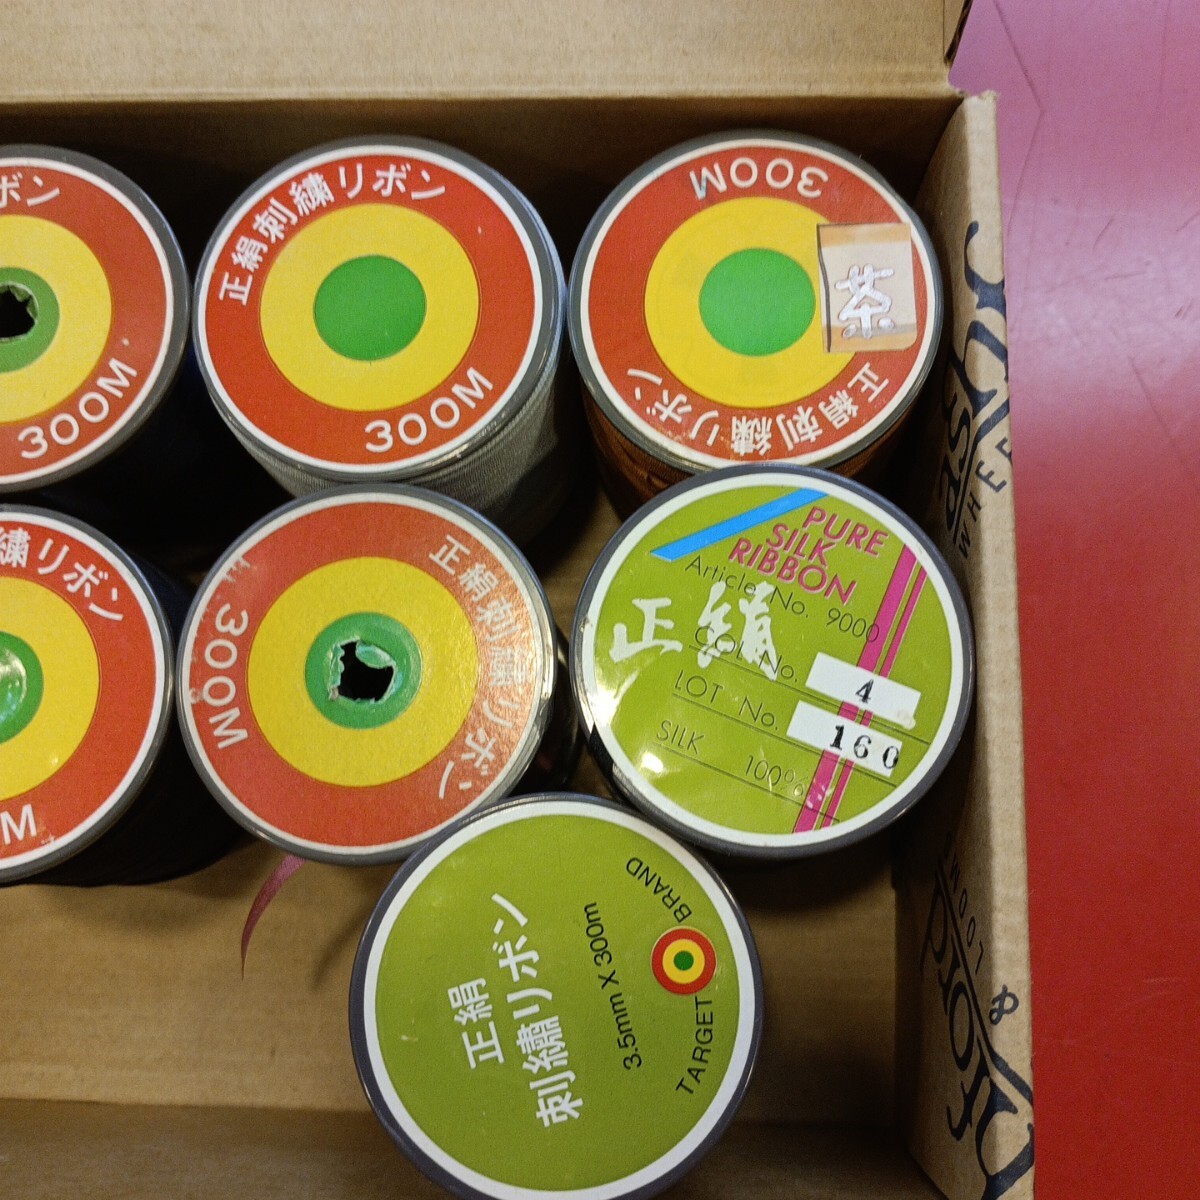 ボン
300M
正絹刺繍リボン
300M
300M
茶
正絹刺繍リボン
繍リボン
M
正絹刺繍リボン
300M
PURE
SILK
RIBBON
Article No. 9000
正絹
COL. No. 4
LOT No. 160
SILK 100%
正絹
刺繍リボン
3.5mm X 300m
TARGET BRAND
WHEE
&
LOOM